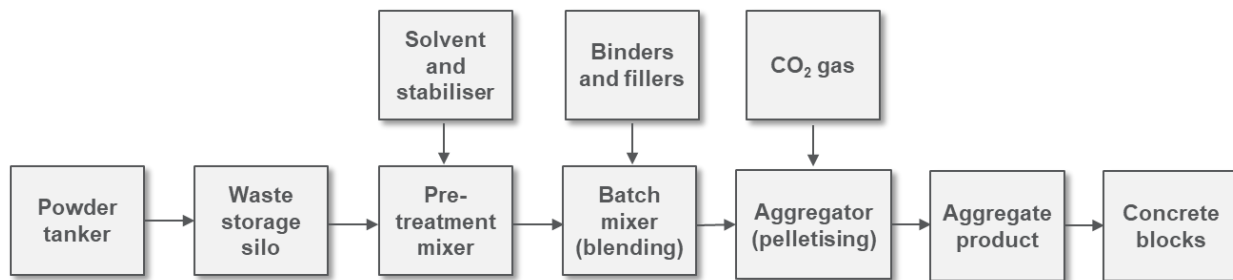 Solvent
and
stabiliser
Binders
and fillers
CO₂ gas
Powder
tanker
Waste
storage
silo
Pre-
treatment
mixer
Batch
mixer
(blending)
Aggregator
(pelletising)
Aggregate
product
Concrete
blocks